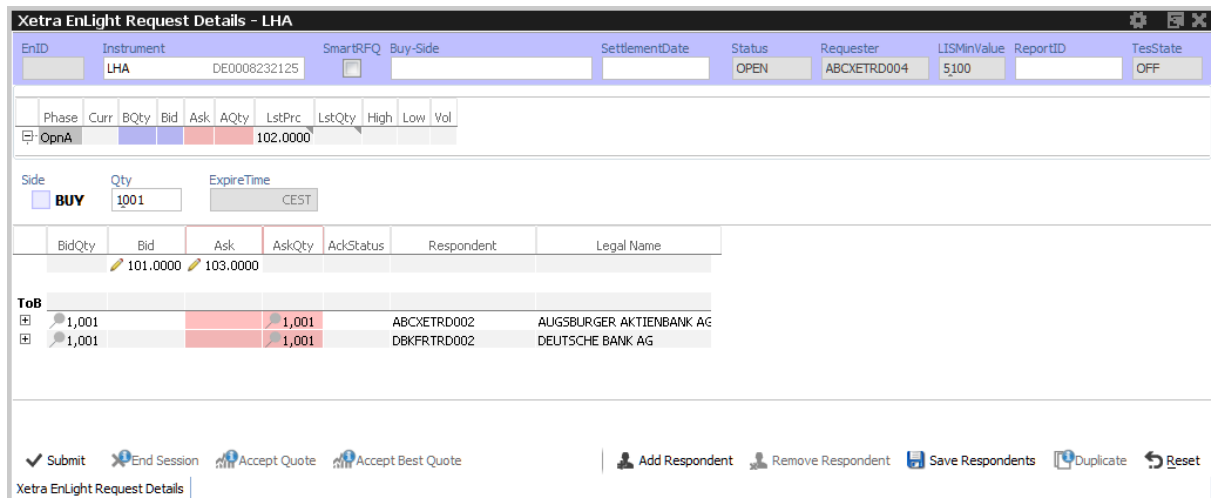 Xetra EnLight Request Details - LHA
EnID Instrument SmartRFQ Buy-Side SettlementDate Status Requester LISMinValue ReportID TesState
LHA DE0008232125 OPEN ABCXETRD004 5,100 OFF
Phase Curr BQty Bid Ask AQty LstPrc LstQty High Low Vol
OpnA 102.0000
Side Qty ExpireTime
BUY 1,001 CEST
BidQty Bid Ask AskQty AckStatus Respondent Legal Name
101.0000 103.0000
ToB
1,001 1,001 ABCXETRD002 AUGSBURGER AKTIENBANK AG
1,001 1,001 DBKFRTRD002 DEUTSCHE BANK AG
Submit End Session Accept Quote Accept Best Quote Add Respondent Remove Respondent Save Respondents Duplicate Reset
Xetra EnLight Request Details